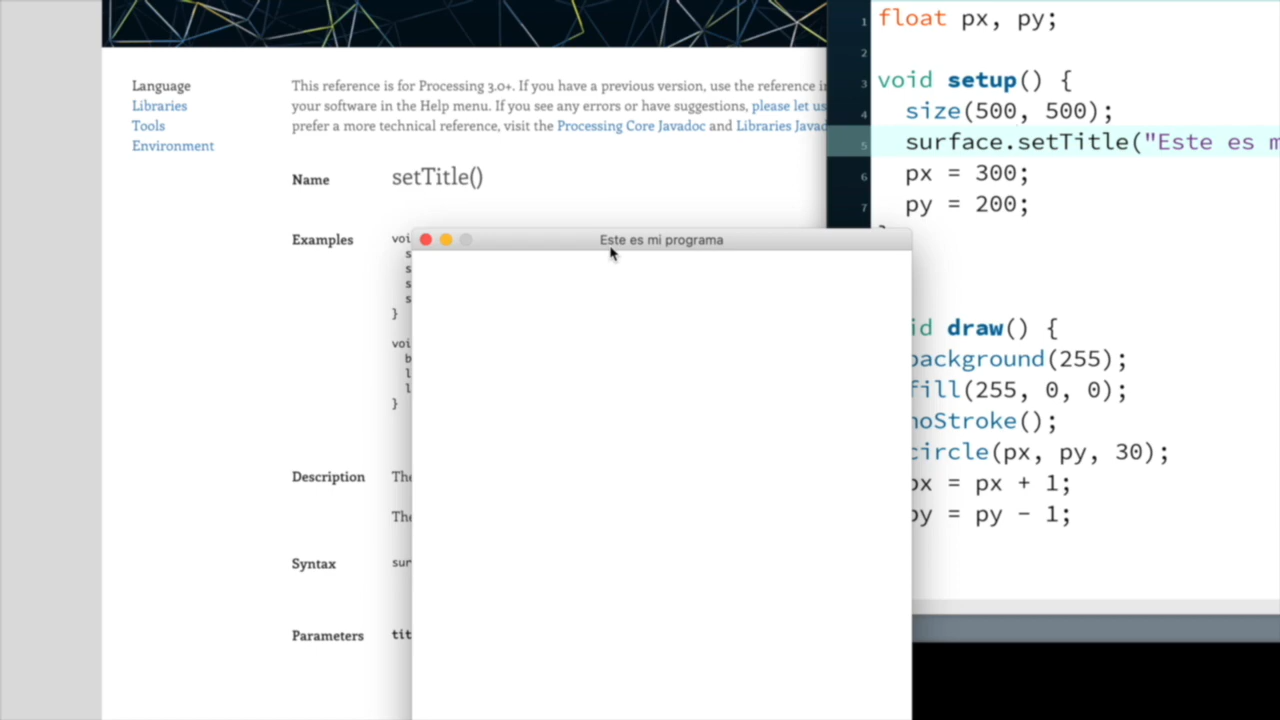 Language
Libraries
Tools
Environment
This reference is for Processing 3.0+. If you have a previous version, use the reference
your software in the Help menu. If you see any errors or have suggestions, please let us
prefer a more technical reference, visit the Processing Core Javadoc and Libraries
Name
setTitle()
Examples
}
}
Description
Syntax
Parameters
Este es mi programa
1 float px, py;
2
3 void setup() {
4 size(500, 500);
5 surface.setTitle("Este es
6 px = 300;
7 py = 200;
draw() {
background(255);
fill(255, 0, 0);
noStroke();
circle(px, py, 30);
px = px + 1;
py = py - 1;